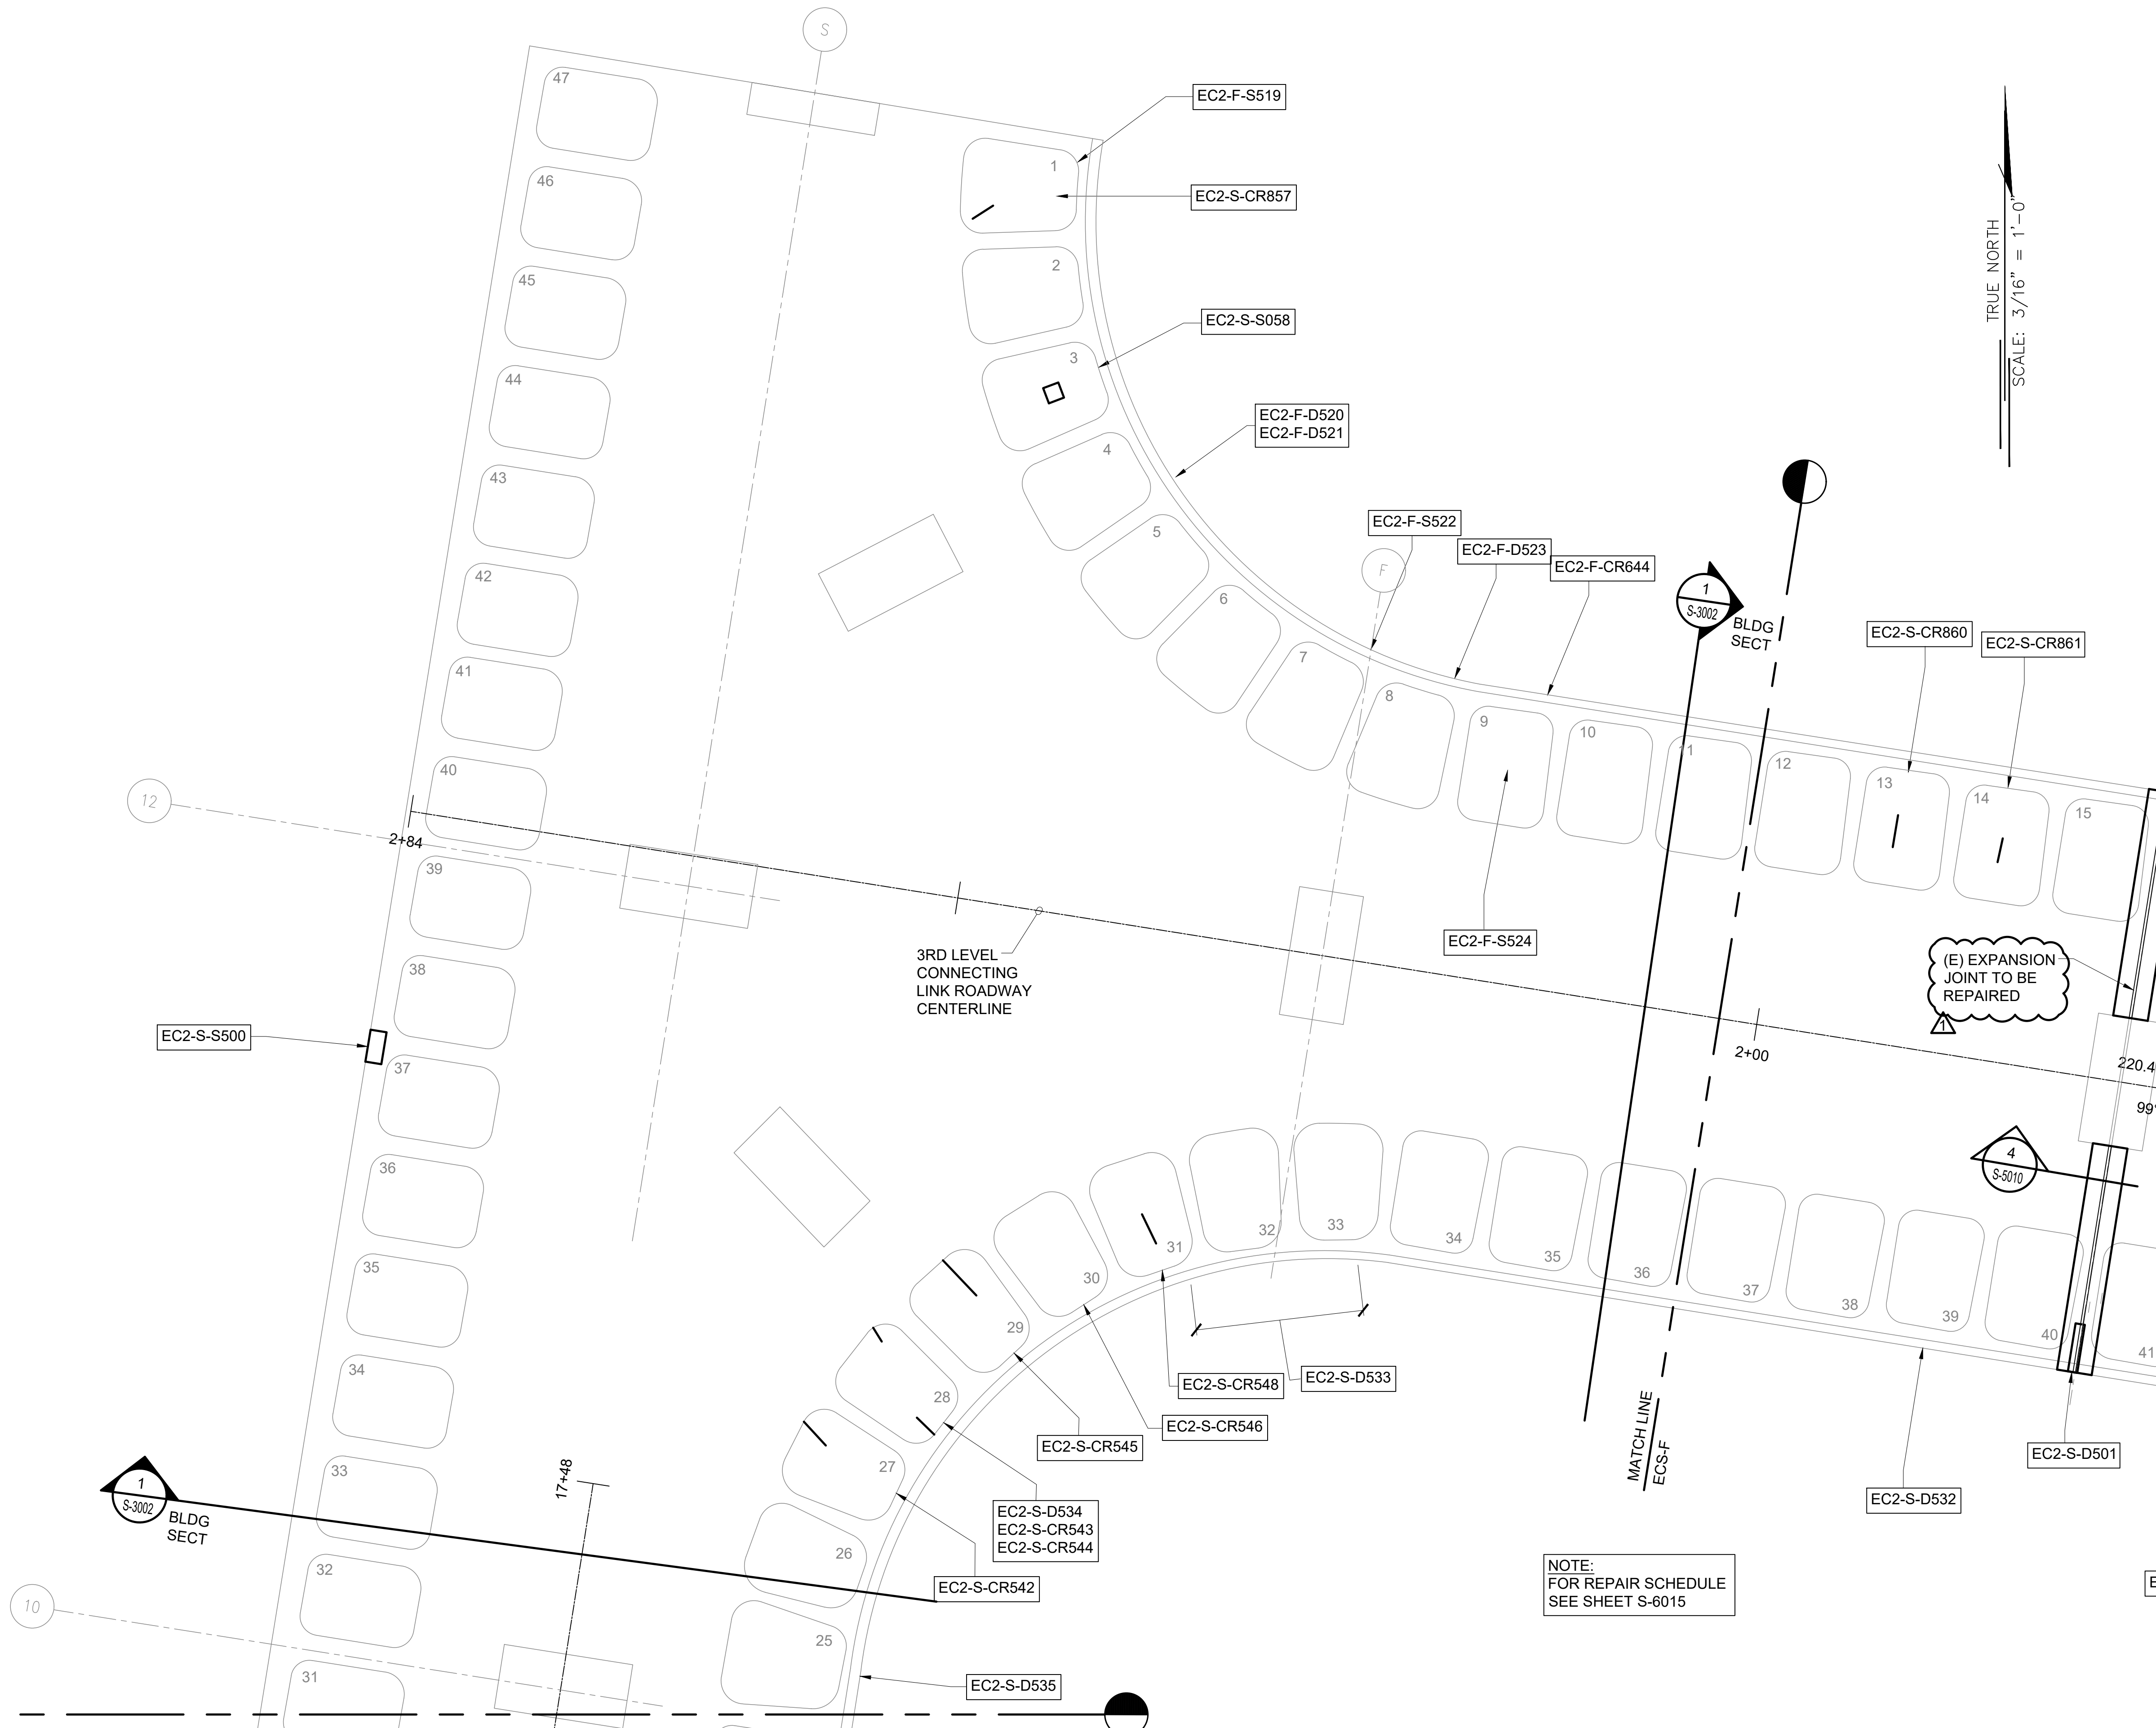 S
47
EC2-F-S519
1
46
EC2-S-CR857
2
45
EC2-S-S058
TRUE NORTH
SCALE: 3/16" = 1'-0"
3
44
EC2-F-D520
EC2-F-D521
4
43
EC2-F-S522
5
EC2-F-D523
F
EC2-F-CR644
42
6
1
S-3002
BLDG
SECT
EC2-S-CR860
EC2-S-CR861
7
41
8
9
10
11
12
13
14
15
40
12
2+84
39
EC2-F-S524
3RD LEVEL
CONNECTING
LINK ROADWAY
CENTERLINE
(E) EXPANSION
JOINT TO BE
REPAIRED
1
38
EC2-S-S500
2+00
37
220.4
99°
36
4
S-5010
32
33
34
35
36
37
38
39
40
41
31
30
35
29
EC2-S-CR548
EC2-S-D533
34
28
EC2-S-CR546
EC2-S-CR545
MATCH LINE
ECS-F
EC2-S-D501
27
33
17+48
1
S-3002
BLDG
SECT
EC2-S-D534
EC2-S-CR543
EC2-S-CR544
EC2-S-D532
26
32
EC2-S-CR542
NOTE:
FOR REPAIR SCHEDULE
SEE SHEET S-6015
E
10
25
31
EC2-S-D535